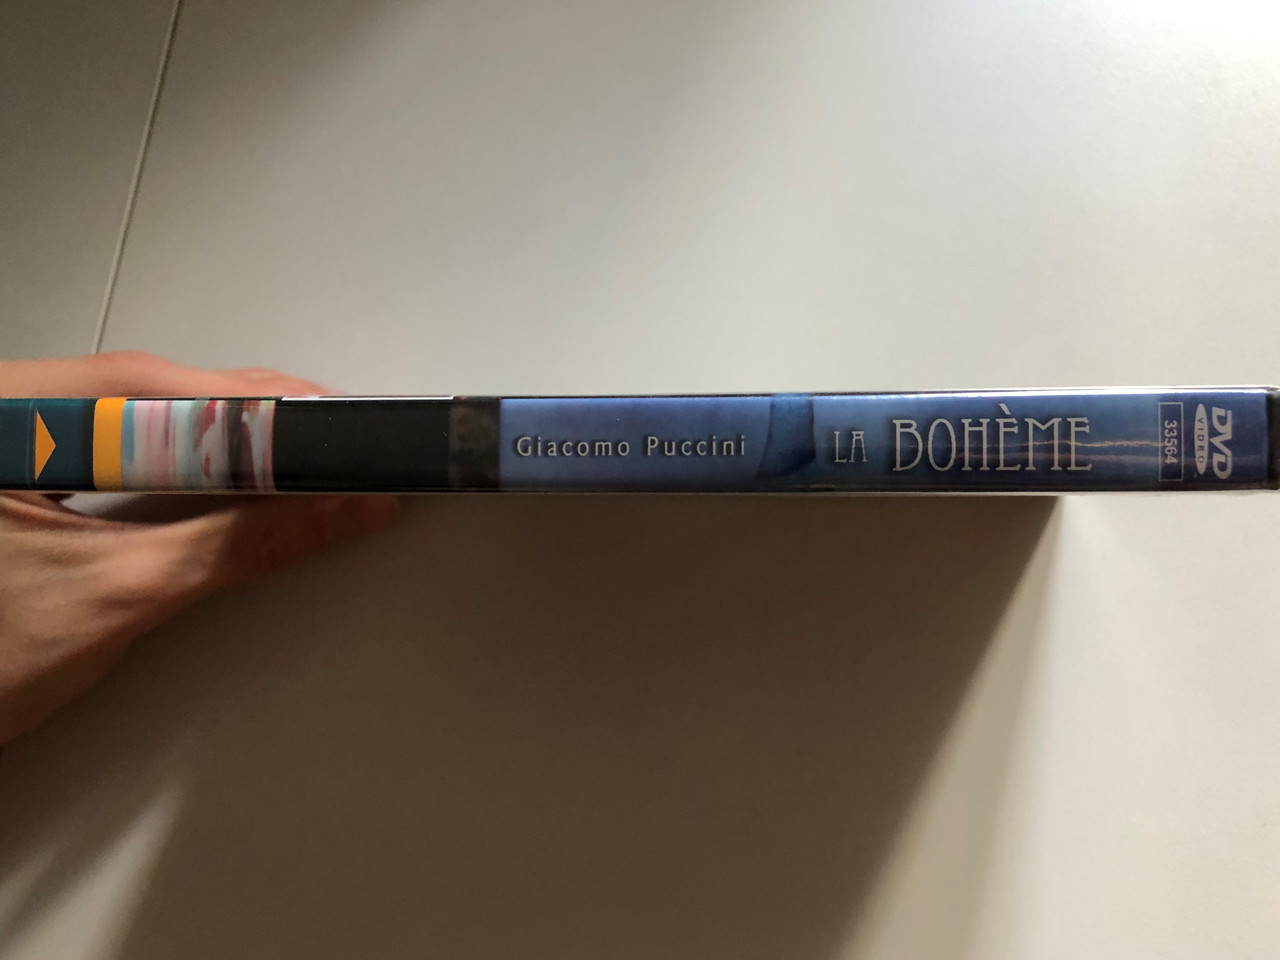 Giacomo Puccini
LA BOHÈME
33564
DVD
VIDEO